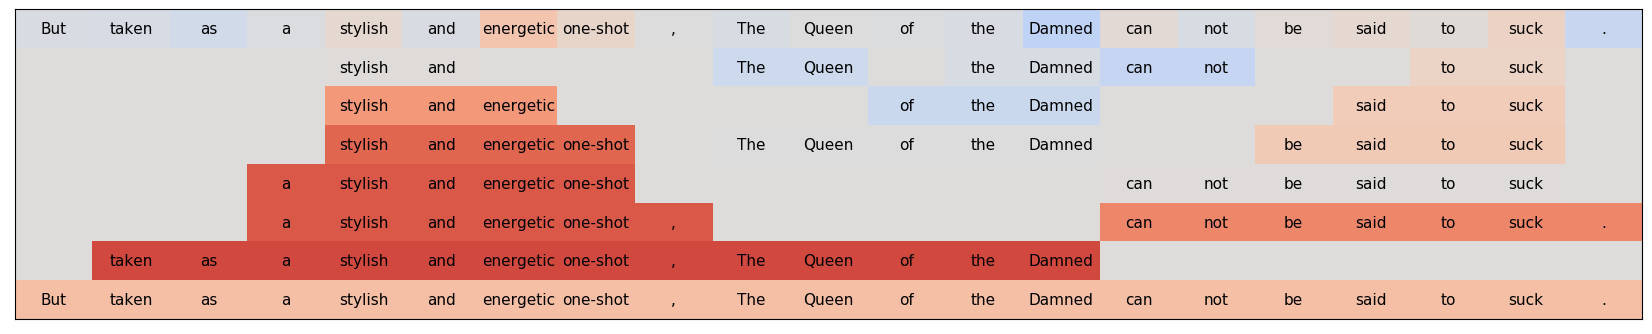 But taken as a stylish and energetic one-shot , The Queen of the Damned can not be said to suck .
stylish and The Queen the Damned can not to suck
stylish and energetic of the Damned said to suck
stylish and energetic one-shot The Queen of the Damned be said to suck
a stylish and energetic one-shot can not be said to suck
a stylish and energetic one-shot , can not be said to suck .
taken as a stylish and energetic one-shot , The Queen of the Damned
But taken as a stylish and energetic one-shot , The Queen of the Damned can not be said to suck .